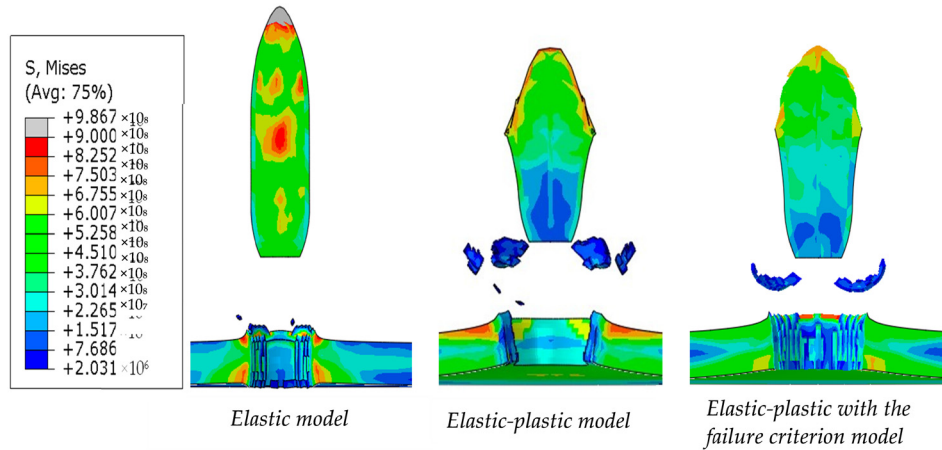 S, Mises
(Avg: 75%)
+9.867 ×10₈
+9.000 ×10₈
+8.252 ×10₈
+7.503 ×10₈
+6.755 ×10₈
+6.007 ×10₈
+5.258 ×10₈
+4.510 ×10₈
+3.762 ×10₈
+3.014 ×10₇
+2.265
+1.517
+7.686
+2.031 ×10⁶
Elastic model
Elastic-plastic model
Elastic-plastic with the
failure criterion model